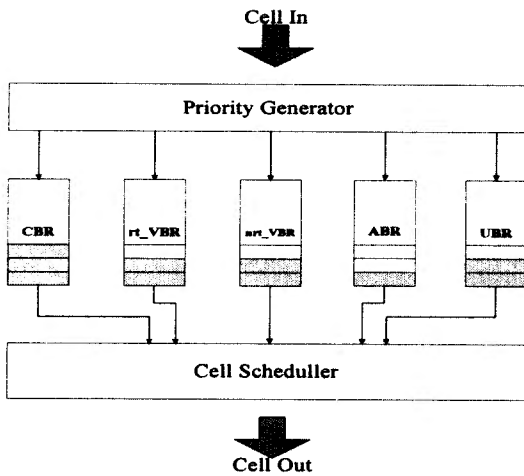 Cell In
Priority Generator
CBR
rt_VBR
nrt_VBR
ABR
UBR
Cell Scheduller
Cell Out